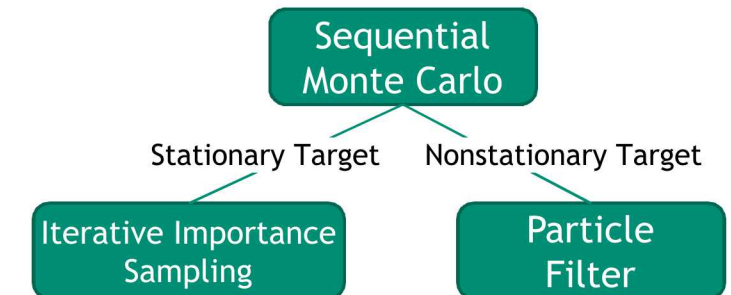 Sequential
Monte Carlo
Stationary Target
Nonstationary Target
Iterative Importance
Sampling
Particle
Filter